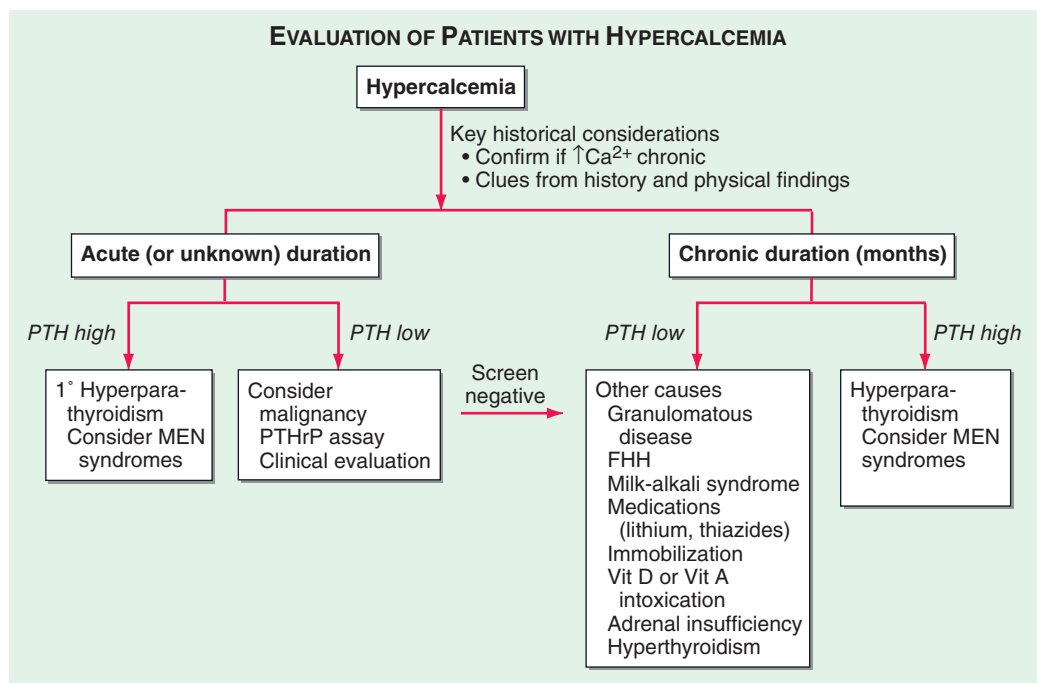 EVALUATION OF PATIENTS WITH HYPERCALCEMIA
Hypercalcemia
Key historical considerations
• Confirm if ↑Ca²⁺ chronic
• Clues from history and physical findings
Acute (or unknown) duration
Chronic duration (months)
PTH high
PTH low
PTH low
PTH high
1° Hyperpara-
thyroidism
Consider MEN
syndromes
Consider
malignancy
PTHrP assay
Clinical evaluation
Screen
negative
Other causes
Granulomatous
disease
FHH
Milk-alkali syndrome
Medications
(lithium, thiazides)
Immobilization
Vit D or Vit A
intoxication
Adrenal insufficiency
Hyperthyroidism
Hyperpara-
thyroidism
Consider MEN
syndromes